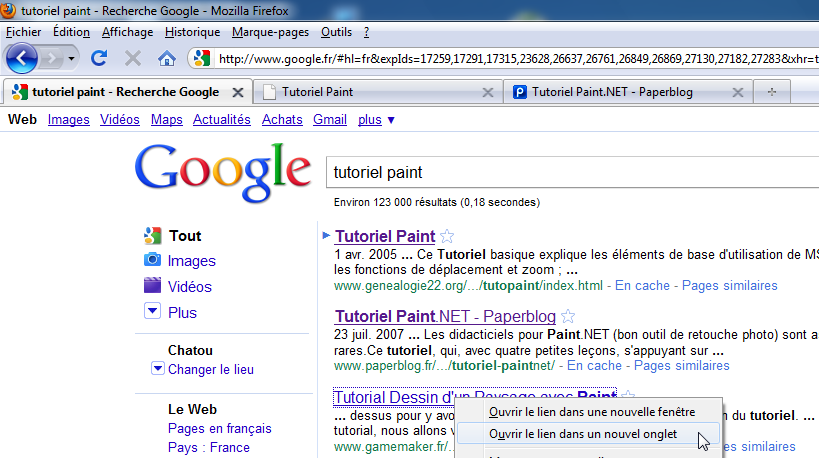 tutoriel paint - Recherche Google - Mozilla Firefox
Fichier Édition Affichage Historique Marque-pages Outils ?
http://www.google.fr/#hl=fr&expIds=17259,17291,17315,23628,26637,26761,26849,26869,27130,27182,27283&xhr=t
tutoriel paint - Recherche Google Tutoriel Paint Tutoriel Paint.NET - Paperblog
Web Images Vidéos Maps Actualités Achats Gmail plus ▼
Google tutoriel paint
Environ 123 000 résultats (0,18 secondes)
Tout
Images
Vidéos
Plus
Chatou
Changer le lieu
Le Web
Pages en français
Pays : France
Tutoriel Paint
1 avr. 2005 ... Ce Tutoriel basique explique les éléments de base d'utilisation de MS
les fonctions de déplacement et zoom ; ...
www.genealogie22.org/.../tutopaint/index.html - En cache - Pages similaires
Tutoriel Paint.NET - Paperblog
23 juil. 2007 ... Les didacticiels pour Paint.NET (bon outil de retouche photo) sont a
rares.Ce tutoriel, qui, avec quatre petites leçons, s'appuyant sur ...
www.paperblog.fr/.../tutoriel-paintnet/ - En cache - Pages similaires
Tutorial Dessin d'un Paysage avec Paint
... dessus pour y avo n du tutoriel. ...
tutorial, nous allons
www.gamemaker.fr/ es similaires
Ouvrir le lien dans une nouvelle fenêtre
Ouvrir le lien dans un nouvel onglet